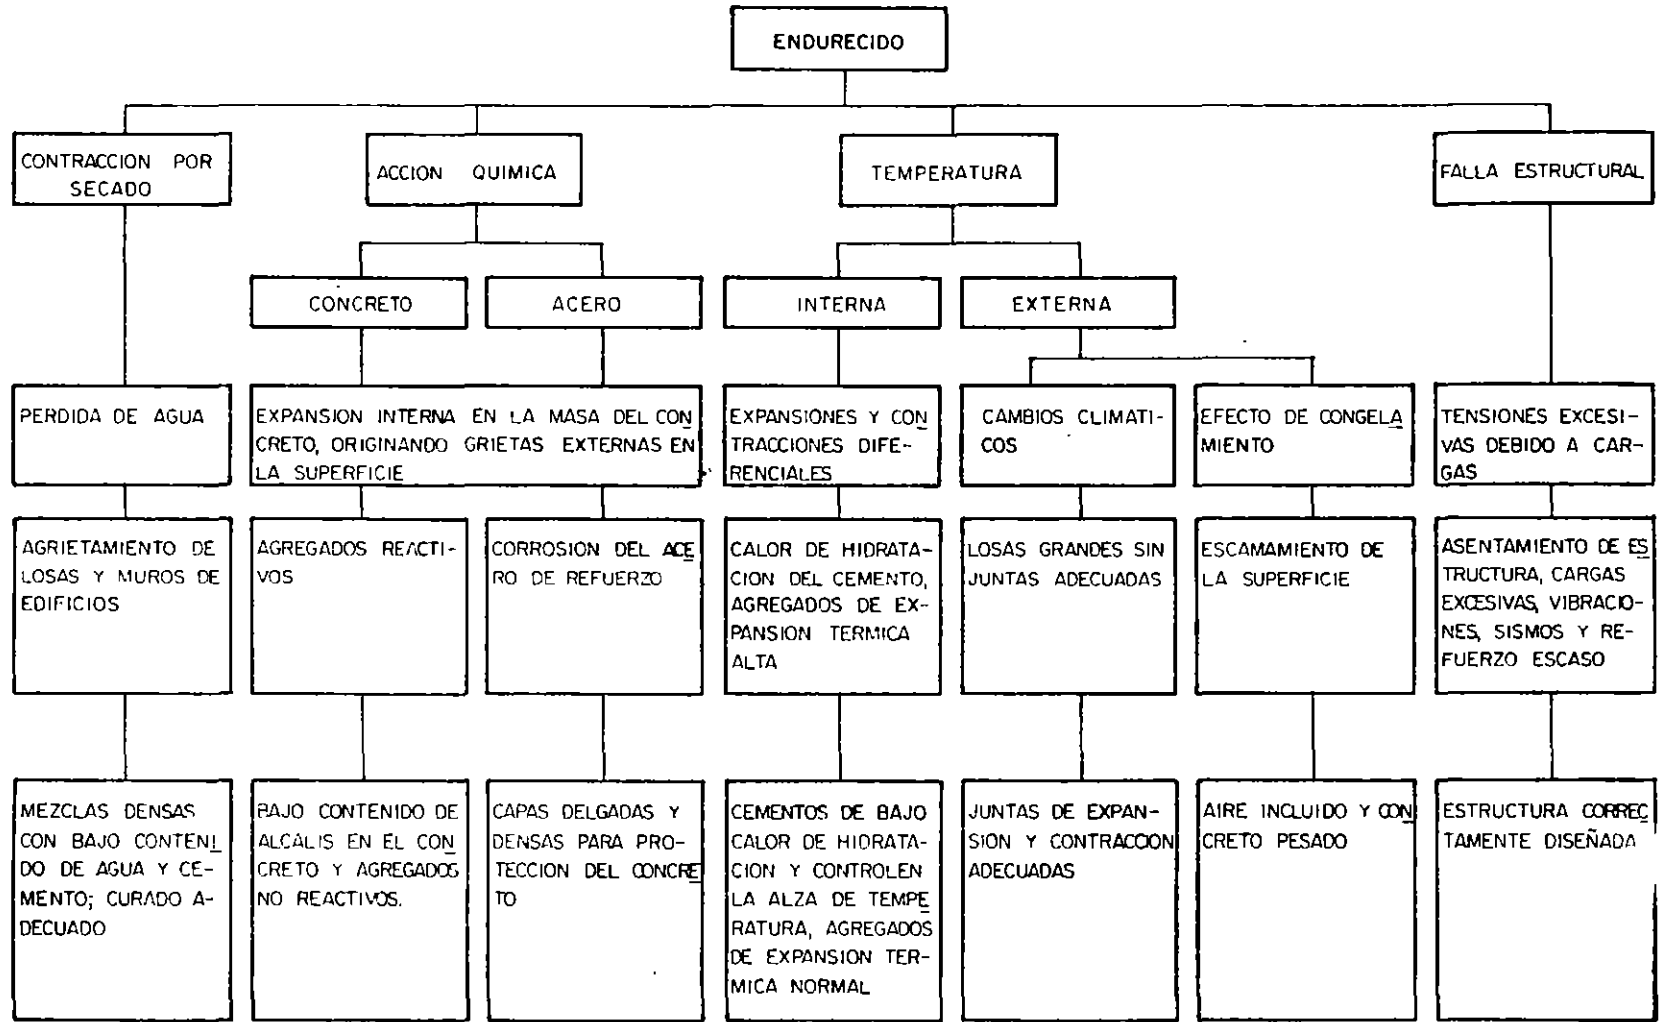 ENDURECIDO
CONTRACCION POR
SECADO
ACCION QUIMICA
TEMPERATURA
FALLA ESTRUCTURAL
CONCRETO
ACERO
INTERNA
EXTERNA
PERDIDA DE AGUA
EXPANSION INTERNA EN LA MASA DEL CON
CRETO, ORIGINANDO GRIETAS EXTERNAS EN
LA SUPERFICIE
EXPANSIONES Y CON
TRACCIONES DIFE-
RENCIALES
CAMBIOS CLIMATI-
COS
EFECTO DE CONGELA
MIENTO
TENSIONES EXCESI-
VAS DEBIDO A CAR-
GAS
AGRIETAMIENTO DE
LOSAS Y MUROS DE
EDIFICIOS
AGREGADOS REACTI-
VOS
CORROSION DEL ACE
RO DE REFUERZO
CALOR DE HIDRATA-
CION DEL CEMENTO,
AGREGADOS DE EX-
PANSION TERMICA
ALTA
LOSAS GRANDES SIN
JUNTAS ADECUADAS
ESCAMAMIENTO DE
LA SUPERFICIE
ASENTAMIENTO DE ES
TRUCTURA, CARGAS
EXCESIVAS, VIBRACIO-
NES, SISMOS Y RE-
FUERZO ESCASO
MEZCLAS DENSAS
CON BAJO CONTENI
DO DE AGUA Y CE-
MENTO; CURADO A-
DECUADO
BAJO CONTENIDO DE
ALCALIS EN EL CON
CRETO Y AGREGADOS
NO REACTIVOS.
CAPAS DELGADAS Y
DENSAS PARA PRO-
TECCION DEL CONCRE
TO
CEMENTOS DE BAJO
CALOR DE HIDRATA-
CION Y CONTROLEN
LA ALZA DE TEMPE
RATURA, AGREGADOS
DE EXPANSION TER-
MICA NORMAL
JUNTAS DE EXPAN-
SION Y CONTRACCION
ADECUADAS
AIRE INCLUIDO Y CON
CRETO PESADO
ESTRUCTURA CORREC
TAMENTE DISEÑADA